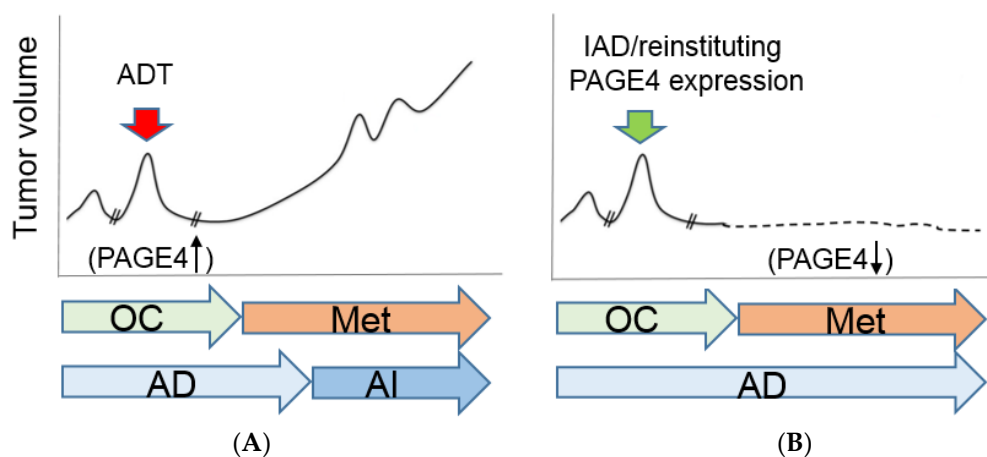 Tumor volume
ADT
(PAGE4↑)
OC
Met
AD
AI
(A)
IAD/reinstituting
PAGE4 expression
(PAGE4↓)
OC
Met
AD
(B)